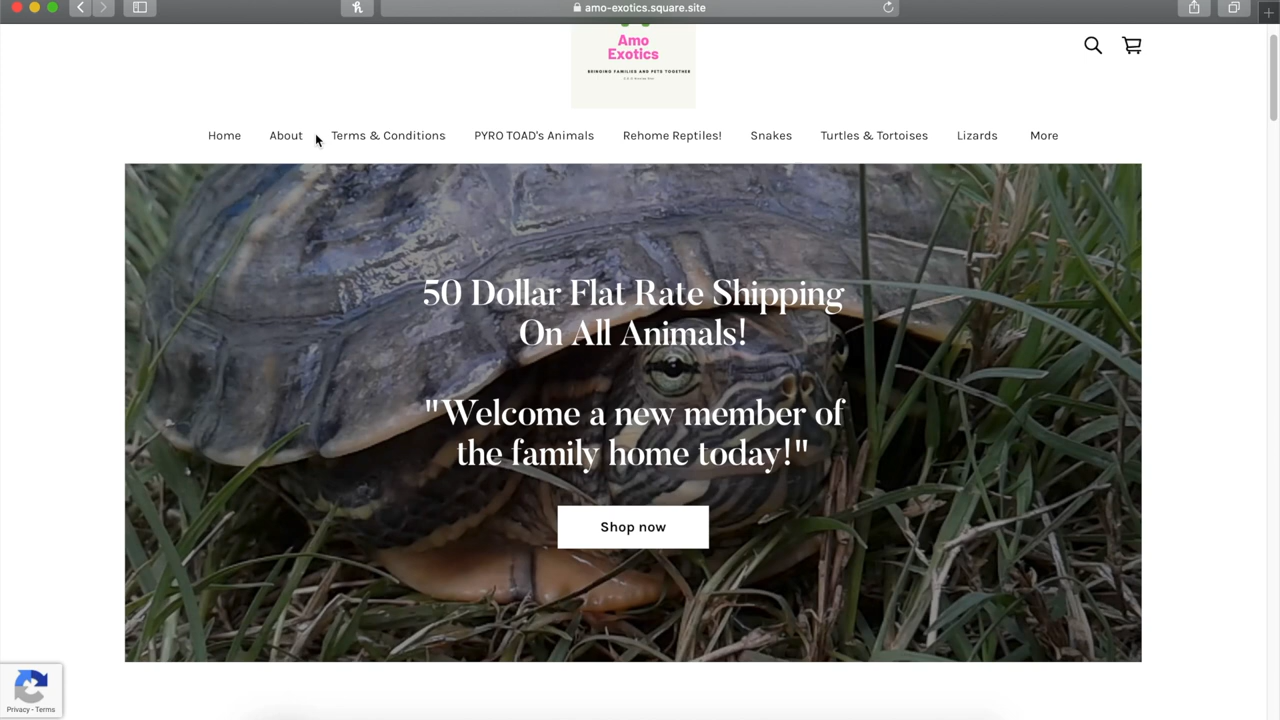 amo-exotics.square.site
Amo
Exotics
BRINGING FAMILIES AND PETS TOGETHER
Home About Terms & Conditions PYRO TOAD's Animals Rehome Reptiles! Snakes Turtles & Tortoises Lizards More
50 Dollar Flat Rate Shipping
On All Animals!
"Welcome a new member of
the family home today!"
Shop now
Privacy - Terms